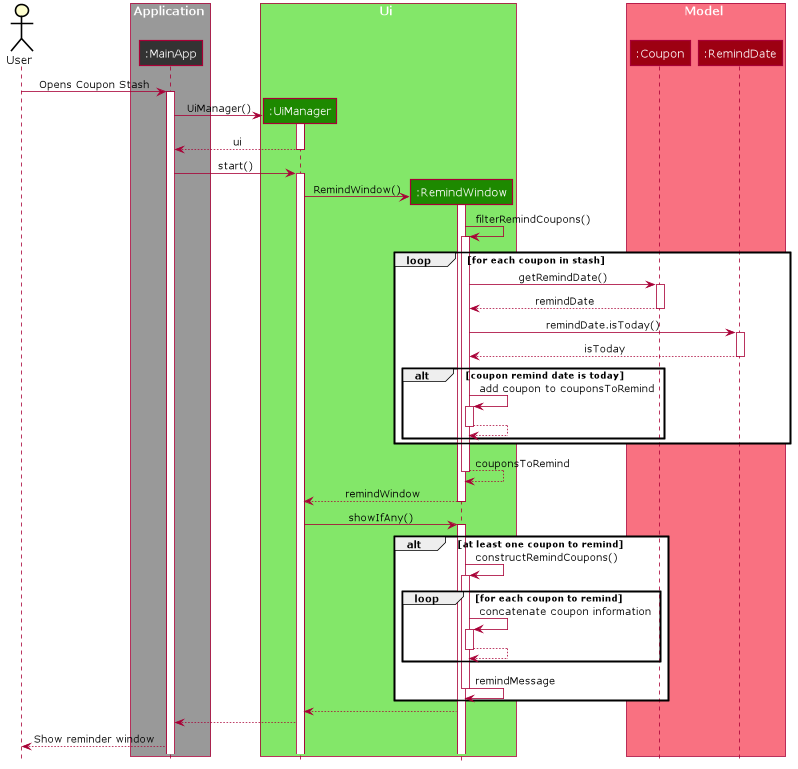 Application
Ui
Model
User
:MainApp
:Coupon
:RemindDate
Opens Coupon Stash
UiManager()
:UiManager
ui
start()
RemindWindow()
:RemindWindow
filterRemindCoupons()
loop
[for each coupon in stash]
getRemindDate()
remindDate
remindDate.isToday()
isToday
alt
[coupon remind date is today]
add coupon to couponsToRemind
couponsToRemind
remindWindow
showIfAny()
alt
[at least one coupon to remind]
constructRemindCoupons()
loop
[for each coupon to remind]
concatenate coupon information
remindMessage
Show reminder window